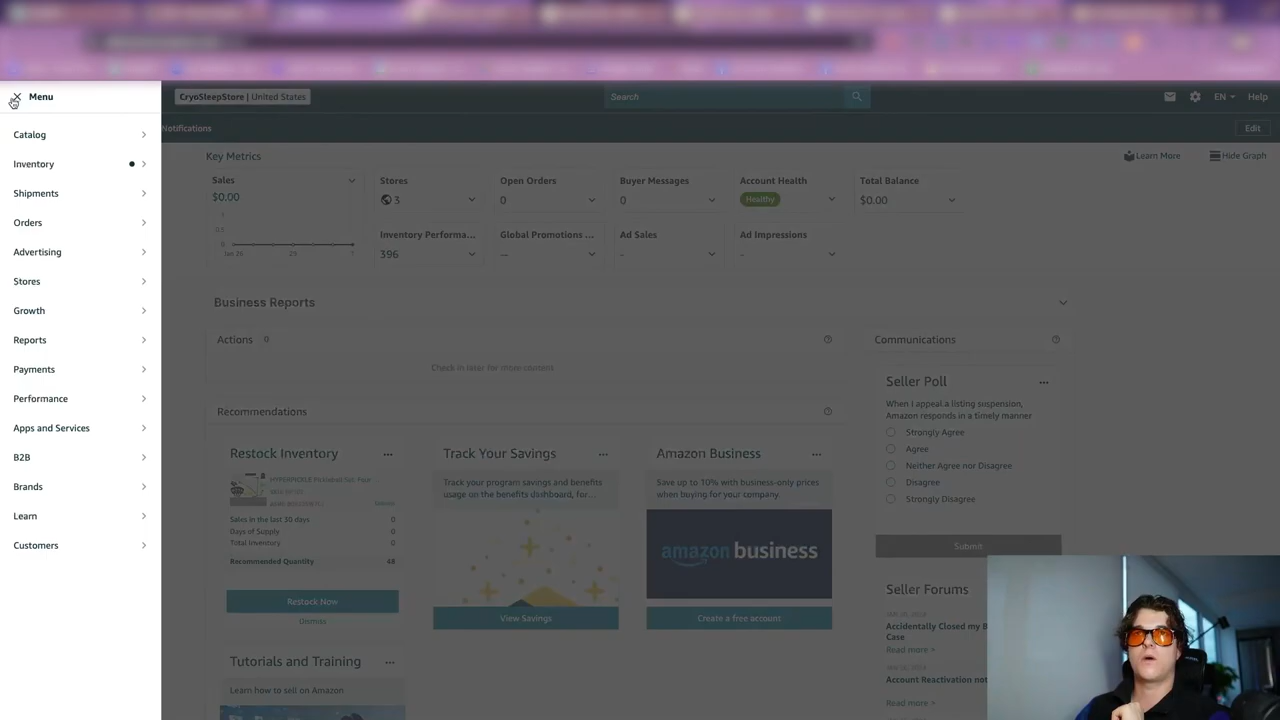 Menu
Catalog
Inventory
Shipments
Orders
Advertising
Stores
Growth
Reports
Payments
Performance
Apps and Services
B2B
Brands
Learn
Customers
CryoSleepStore | United States
Search
EN
Help
Notifications
Edit
Key Metrics
Learn More
Hide Graph
Sales
$0.00
1
0.5
0
Jan 26
29
Stores
3
Open Orders
0
Buyer Messages
0
Account Health
Healthy
Total Balance
$0.00
Inventory Performa...
396
Global Promotions ...
--
Ad Sales
-
Ad Impressions
-
Business Reports
Actions 0
Check in later for more content
Communications
Seller Poll
When I appeal a listing suspension,
Amazon responds in a timely manner
Strongly Agree
Agree
Neither Agree nor Disagree
Disagree
Strongly Disagree
Submit
Recommendations
Restock Inventory
Sales in the last 30 days 0
Days of Supply 0
Total Inventory 0
Recommended Quantity 48
Restock Now
Dismiss
Track Your Savings
Track your program savings and benefits
usage on the benefits dashboard, for...
View Savings
Amazon Business
Save up to 10% with business-only prices
when buying for your company.
amazon business
Create a free account
Seller Forums
Accidentally Closed my B
Case
Read more >
Account Reactivation not
Read more >
Tutorials and Training
Learn how to sell on Amazon